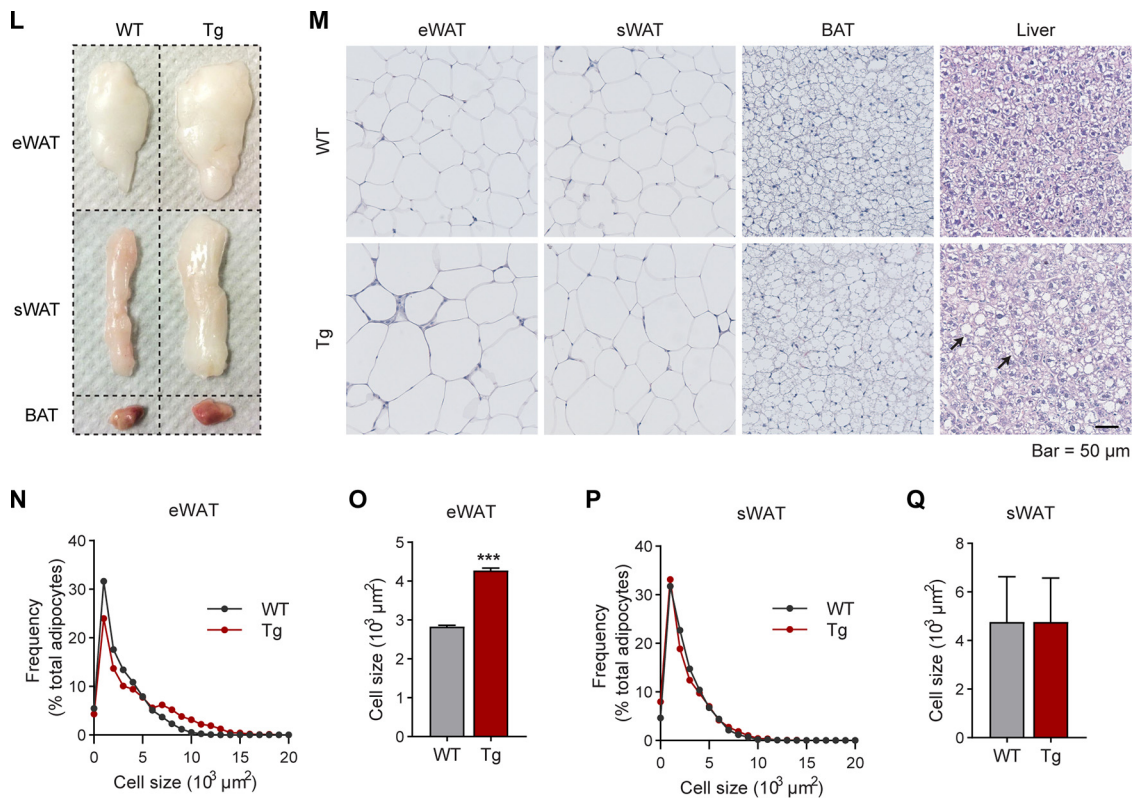 L
WT Tg
eWAT
sWAT
BAT
M
eWAT sWAT BAT Liver
WT
Tg
Bar = 50 µm
N
eWAT
Frequency
(% total adipocytes)
40
30
20
10
0
WT
Tg
0 5 10 15 20
Cell size (10³ µm²)
O
eWAT
Cell size (10³ µm²)
5
4
3
2
1
0
***
WT Tg
P
sWAT
Frequency
(% total adipocytes)
40
30
20
10
0
WT
Tg
0 5 10 15 20
Cell size (10³ µm²)
Q
sWAT
Cell size (10³ µm²)
8
6
4
2
0
WT Tg